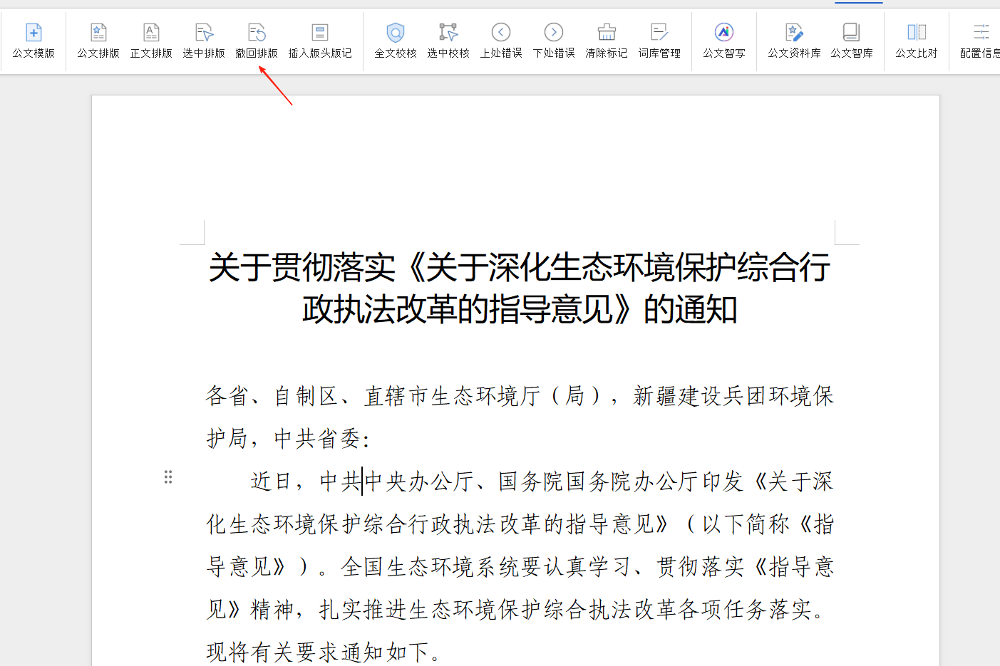 公文模版 公文排版 正文排版 选中排版 撤回排版 插入版头版记 全文校核 选中校核 上处错误 下处错误 清除标记 词库管理 公文智写 公文资料库 公文智库 公文比对 配置信息
关于贯彻落实《关于深化生态环境保护综合行
政执法改革的指导意见》的通知
各省、自制区、直辖市生态环境厅（局），新疆建设兵团环境保
护局，中共省委：
近日，中共中央办公厅、国务院国务院办公厅印发《关于深
化生态环境保护综合行政执法改革的指导意见》（以下简称《指
导意见》）。全国生态环境系统要认真学习、贯彻落实《指导意
见》精神，扎实推进生态环境保护综合执法改革各项任务落实。
现将有关要求通知如下。